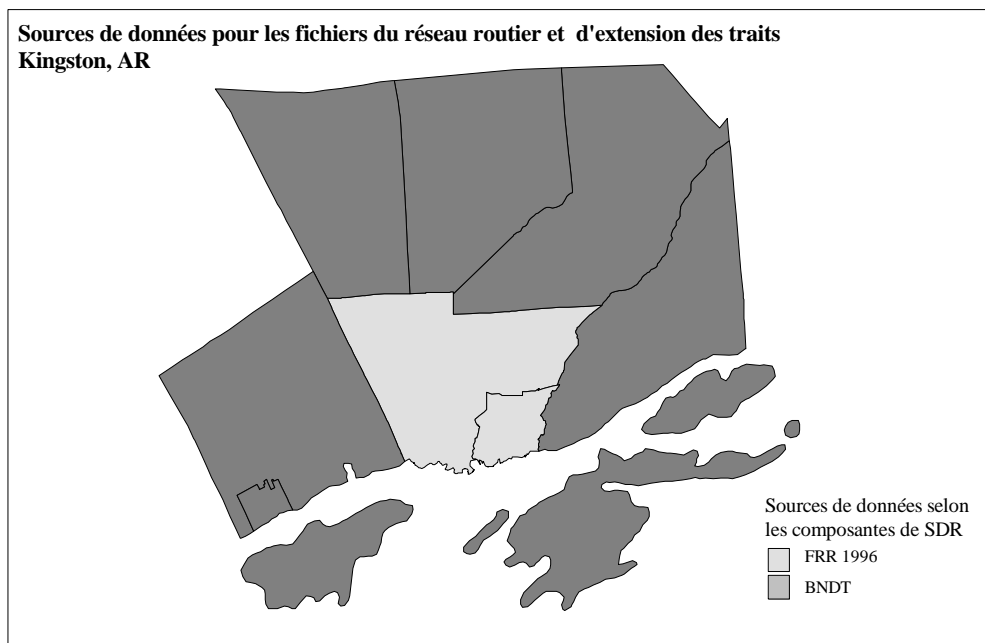 Sources de données pour les fichiers du réseau routier et d'extension des traits
Kingston, AR
Sources de données selon
les composantes de SDR
FRR 1996
BNDT